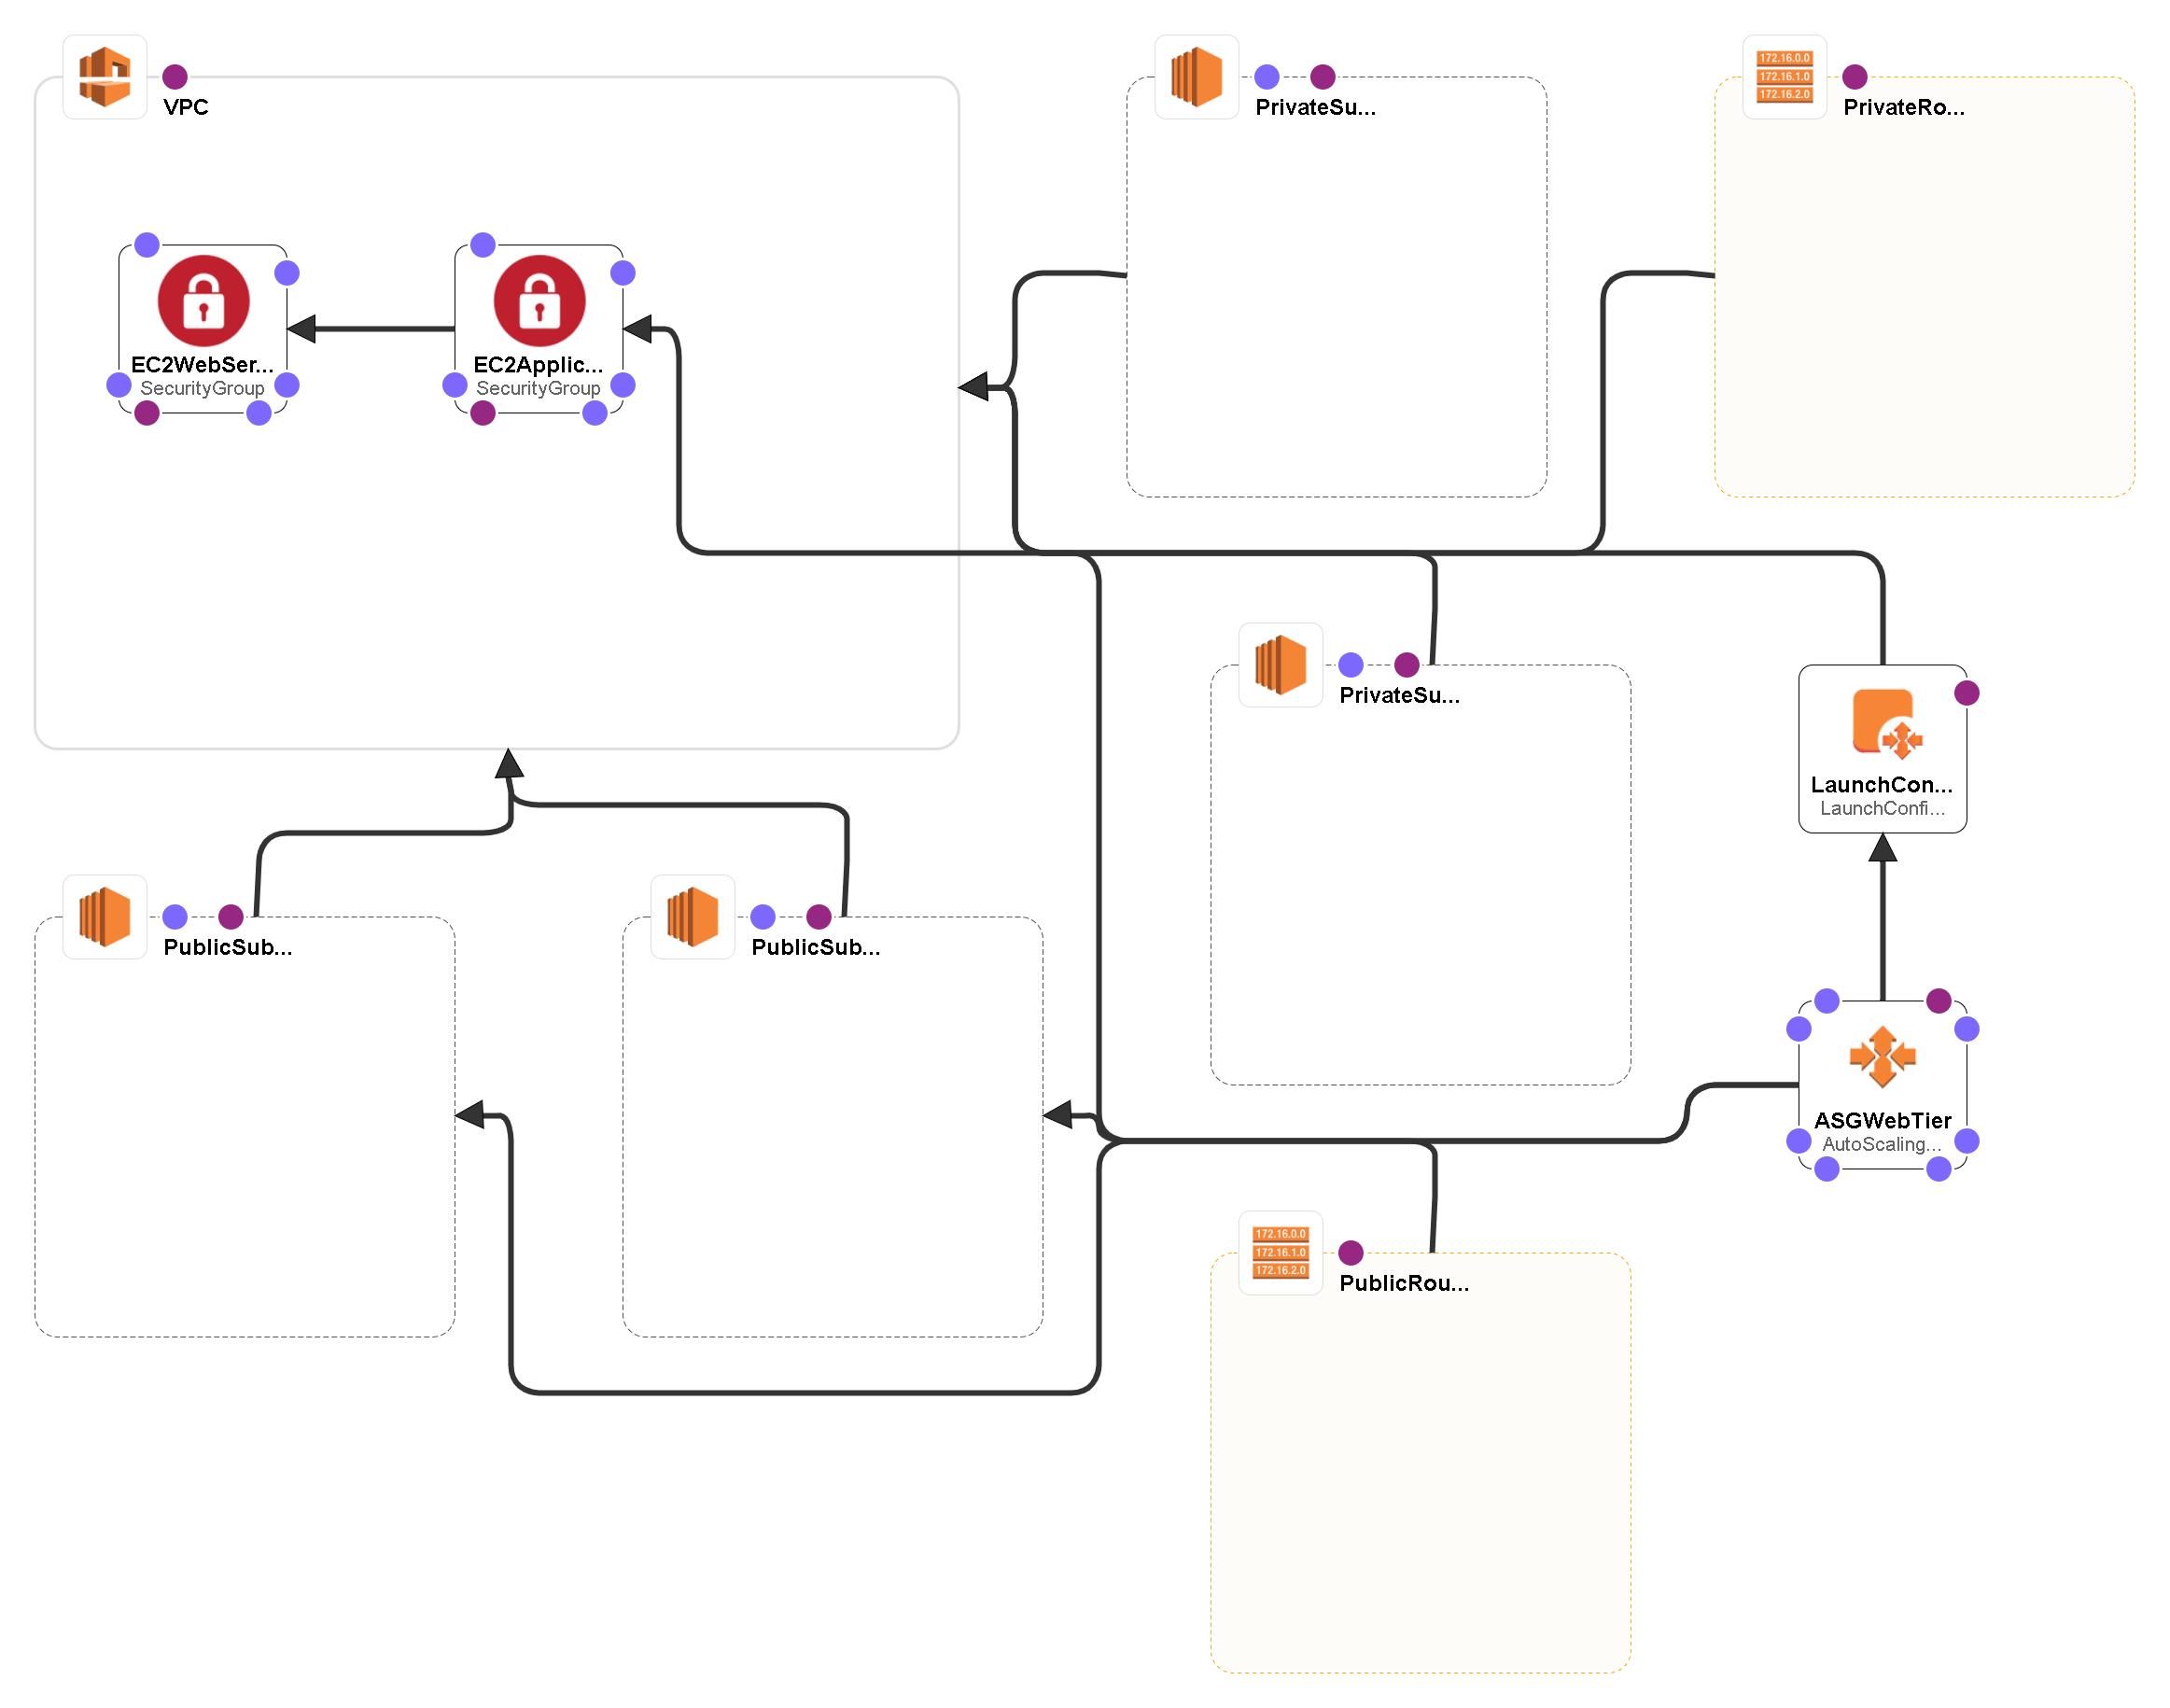 VPC
PrivateSu...
172.16.0.0
172.16.1.0
172.16.2.0
PrivateRo...
EC2WebSer...
SecurityGroup
EC2Applic...
SecurityGroup
PrivateSu...
LaunchCon...
LaunchConfi...
PublicSub...
PublicSub...
ASGWebTier
AutoScaling...
172.16.0.0
172.16.1.0
172.16.2.0
PublicRou...